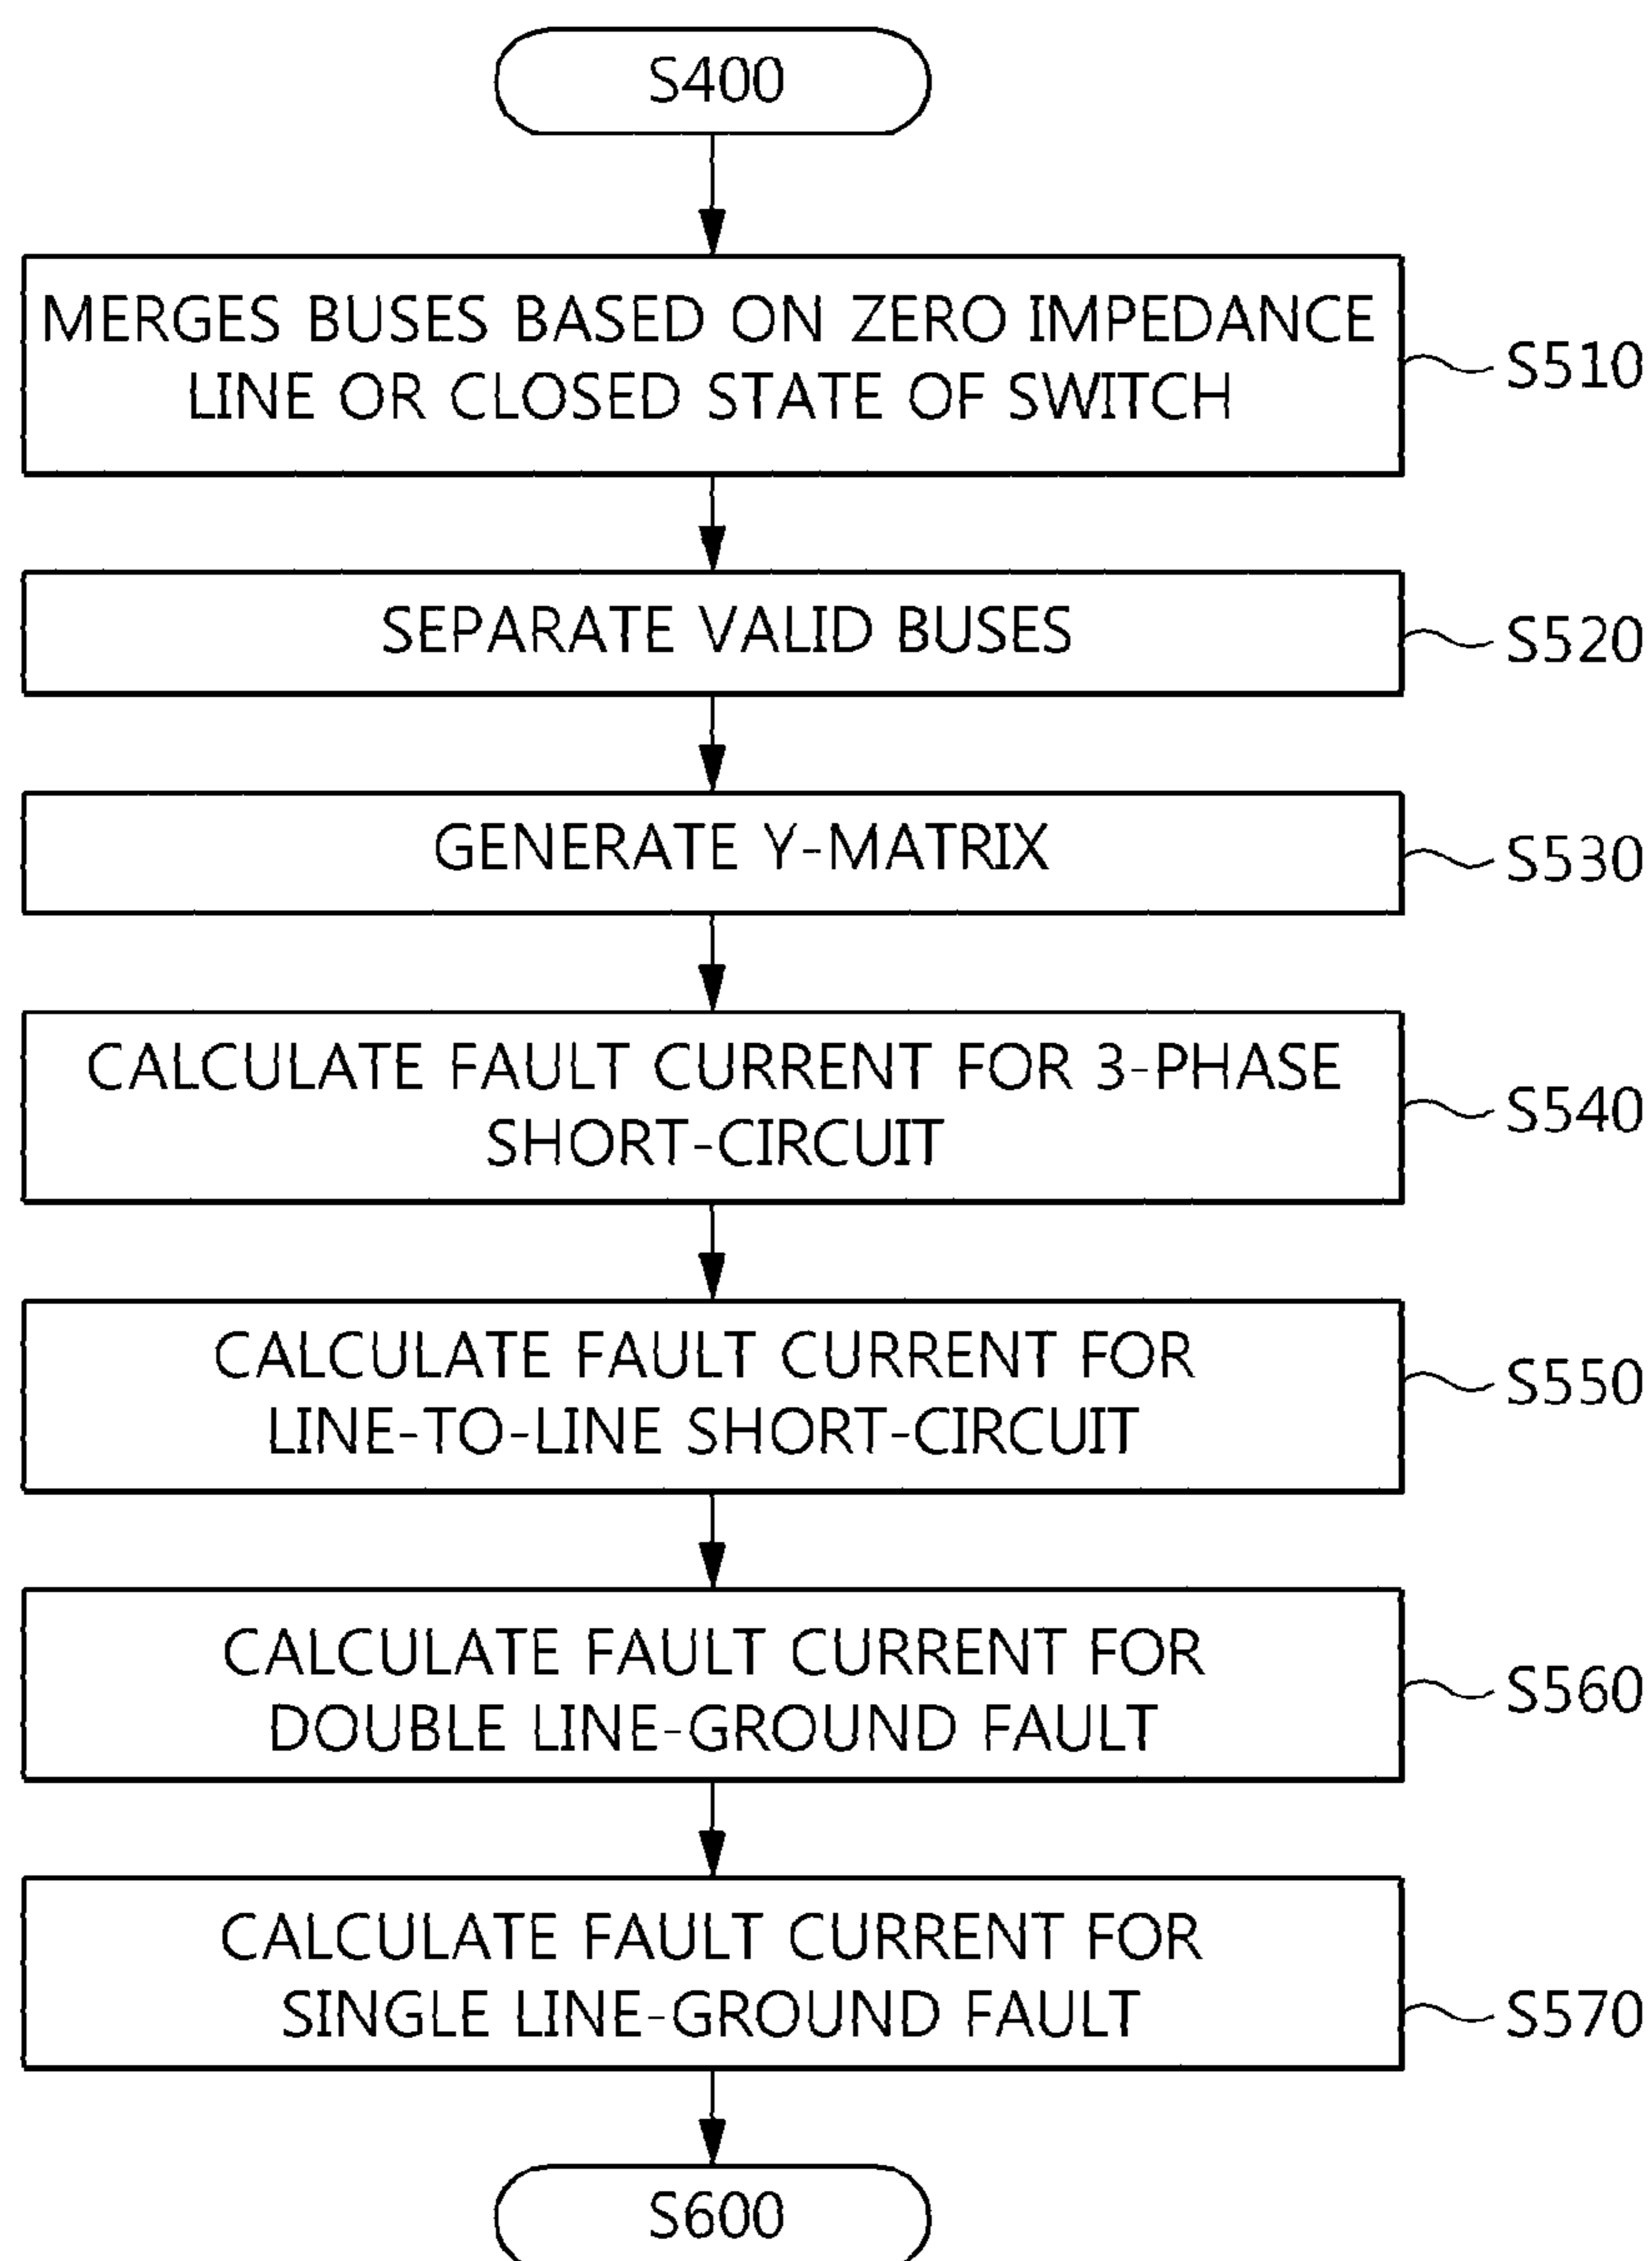 S400
MERGES BUSES BASED ON ZERO IMPEDANCE
LINE OR CLOSED STATE OF SWITCH
S510
SEPARATE VALID BUSES
S520
GENERATE Y-MATRIX
S530
CALCULATE FAULT CURRENT FOR 3-PHASE
SHORT-CIRCUIT
S540
CALCULATE FAULT CURRENT FOR
LINE-TO-LINE SHORT-CIRCUIT
S550
CALCULATE FAULT CURRENT FOR
DOUBLE LINE-GROUND FAULT
S560
CALCULATE FAULT CURRENT FOR
SINGLE LINE-GROUND FAULT
S570
S600